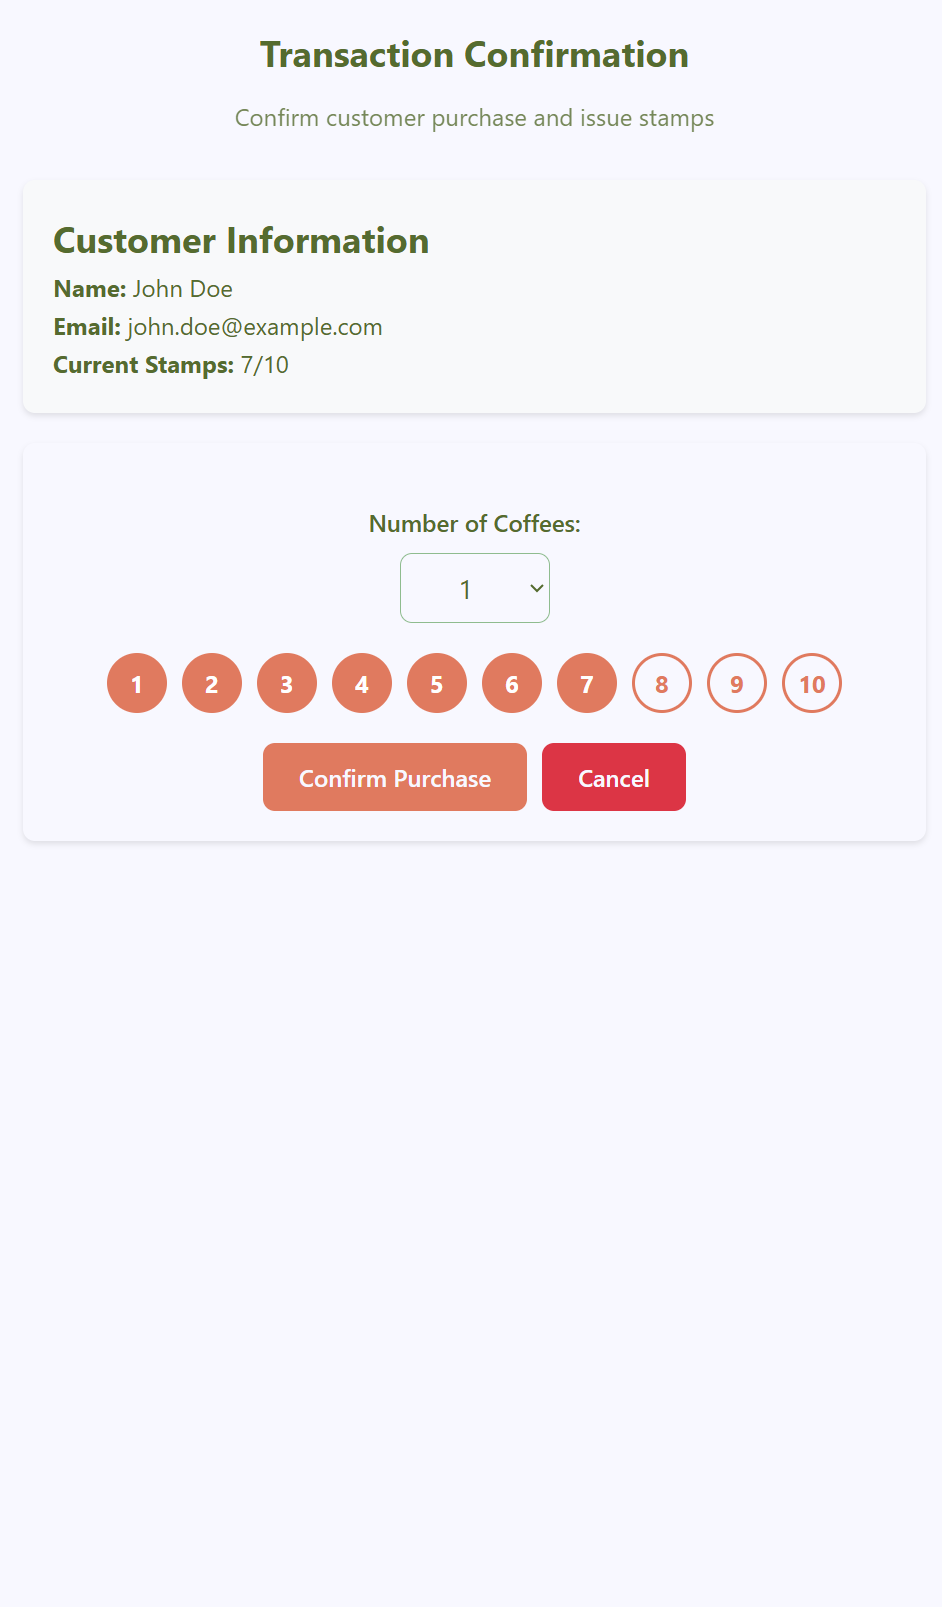 Transaction Confirmation
Confirm customer purchase and issue stamps
Customer Information
Name: John Doe
Email: john.doe@example.com
Current Stamps: 7/10
Number of Coffees:
1
1 2 3 4 5 6 7 8 9 10
Confirm Purchase Cancel